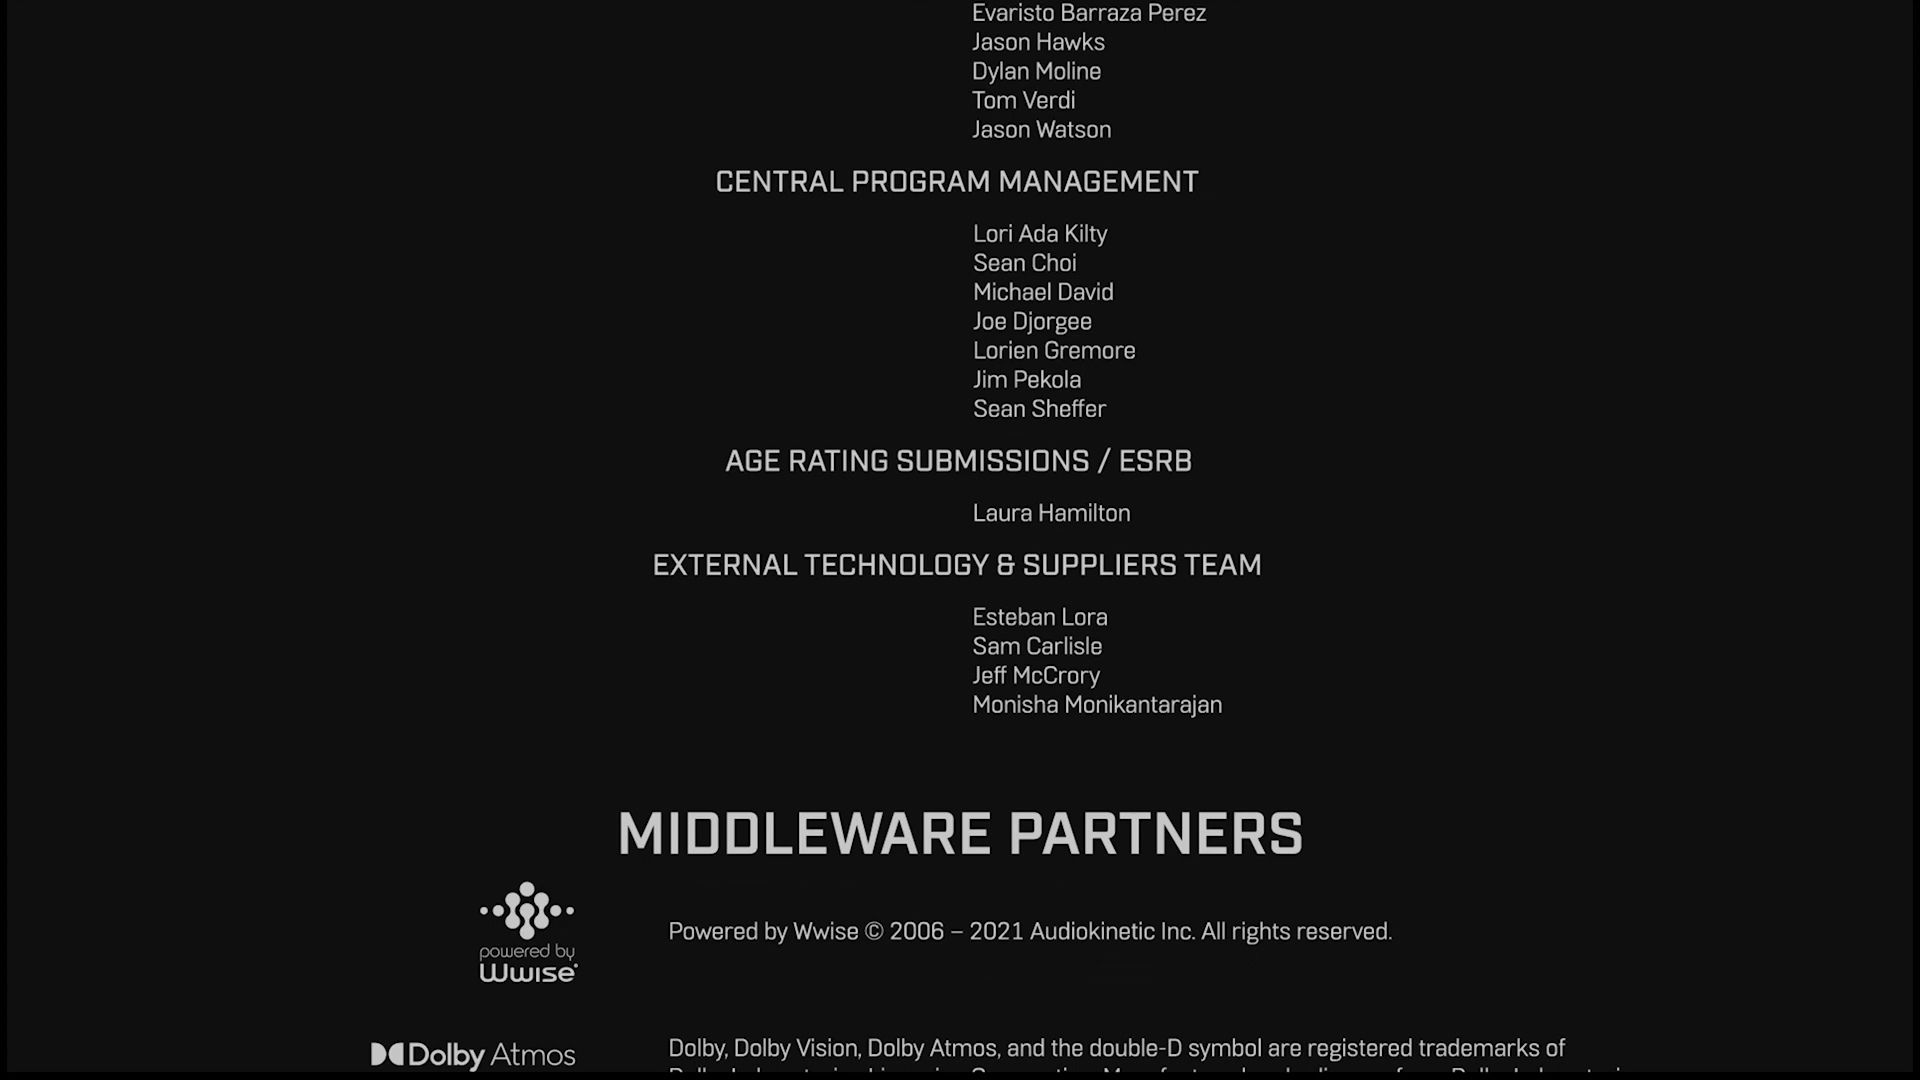 Evaristo Barraza Perez
Jason Hawks
Dylan Moline
Tom Verdi
Jason Watson
CENTRAL PROGRAM MANAGEMENT
Lori Ada Kilty
Sean Choi
Michael David
Joe Djorgee
Lorien Gremore
Jim Pekola
Sean Sheffer
AGE RATING SUBMISSIONS / ESRB
Laura Hamilton
EXTERNAL TECHNOLOGY & SUPPLIERS TEAM
Esteban Lora
Sam Carlisle
Jeff McCrory
Monisha Monikantarajan
MIDDLEWARE PARTNERS
powered by
Wwise
Powered by Wwise © 2006 – 2021 Audiokinetic Inc. All rights reserved.
Dolby Atmos
Dolby, Dolby Vision, Dolby Atmos, and the double-D symbol are registered trademarks of